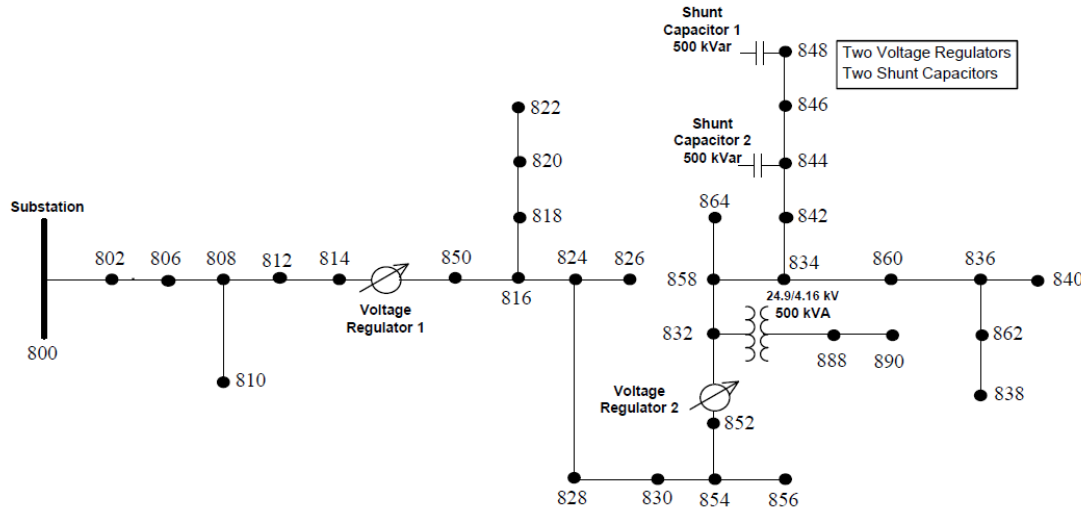 Shunt
Capacitor 1
500 kVar
848
Two Voltage Regulators
Two Shunt Capacitors
846
822
Shunt
Capacitor 2
500 kVar
844
820
Substation
864
818
842
802
806
808
812
814
850
824
826
858
834
860
836
840
816
Voltage
Regulator 1
24.9/4.16 kV
500 kVA
832
888
890
862
800
810
Voltage
Regulator 2
838
852
828
830
854
856